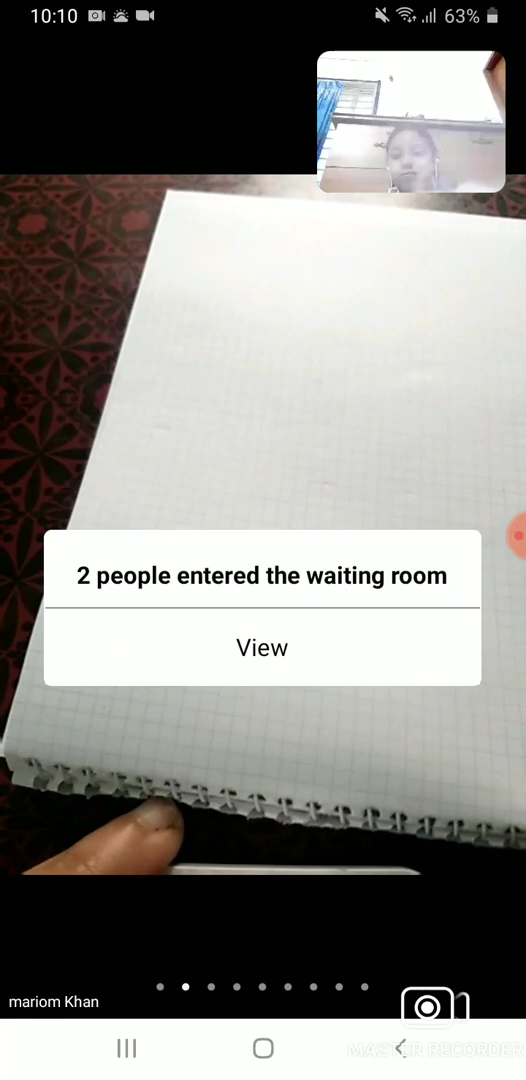 10:10
63%
2 people entered the waiting room
View
mariom Khan
MASTER RECORDER